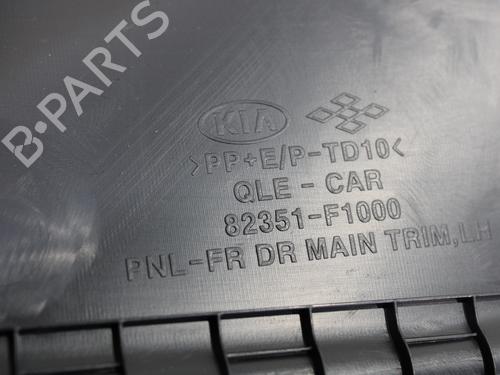 B-PARTS
KIA
>PP+E/P-TD10<
QLE - CAR
82351-F1000
PNL-FR DR MAIN TRIM,LH